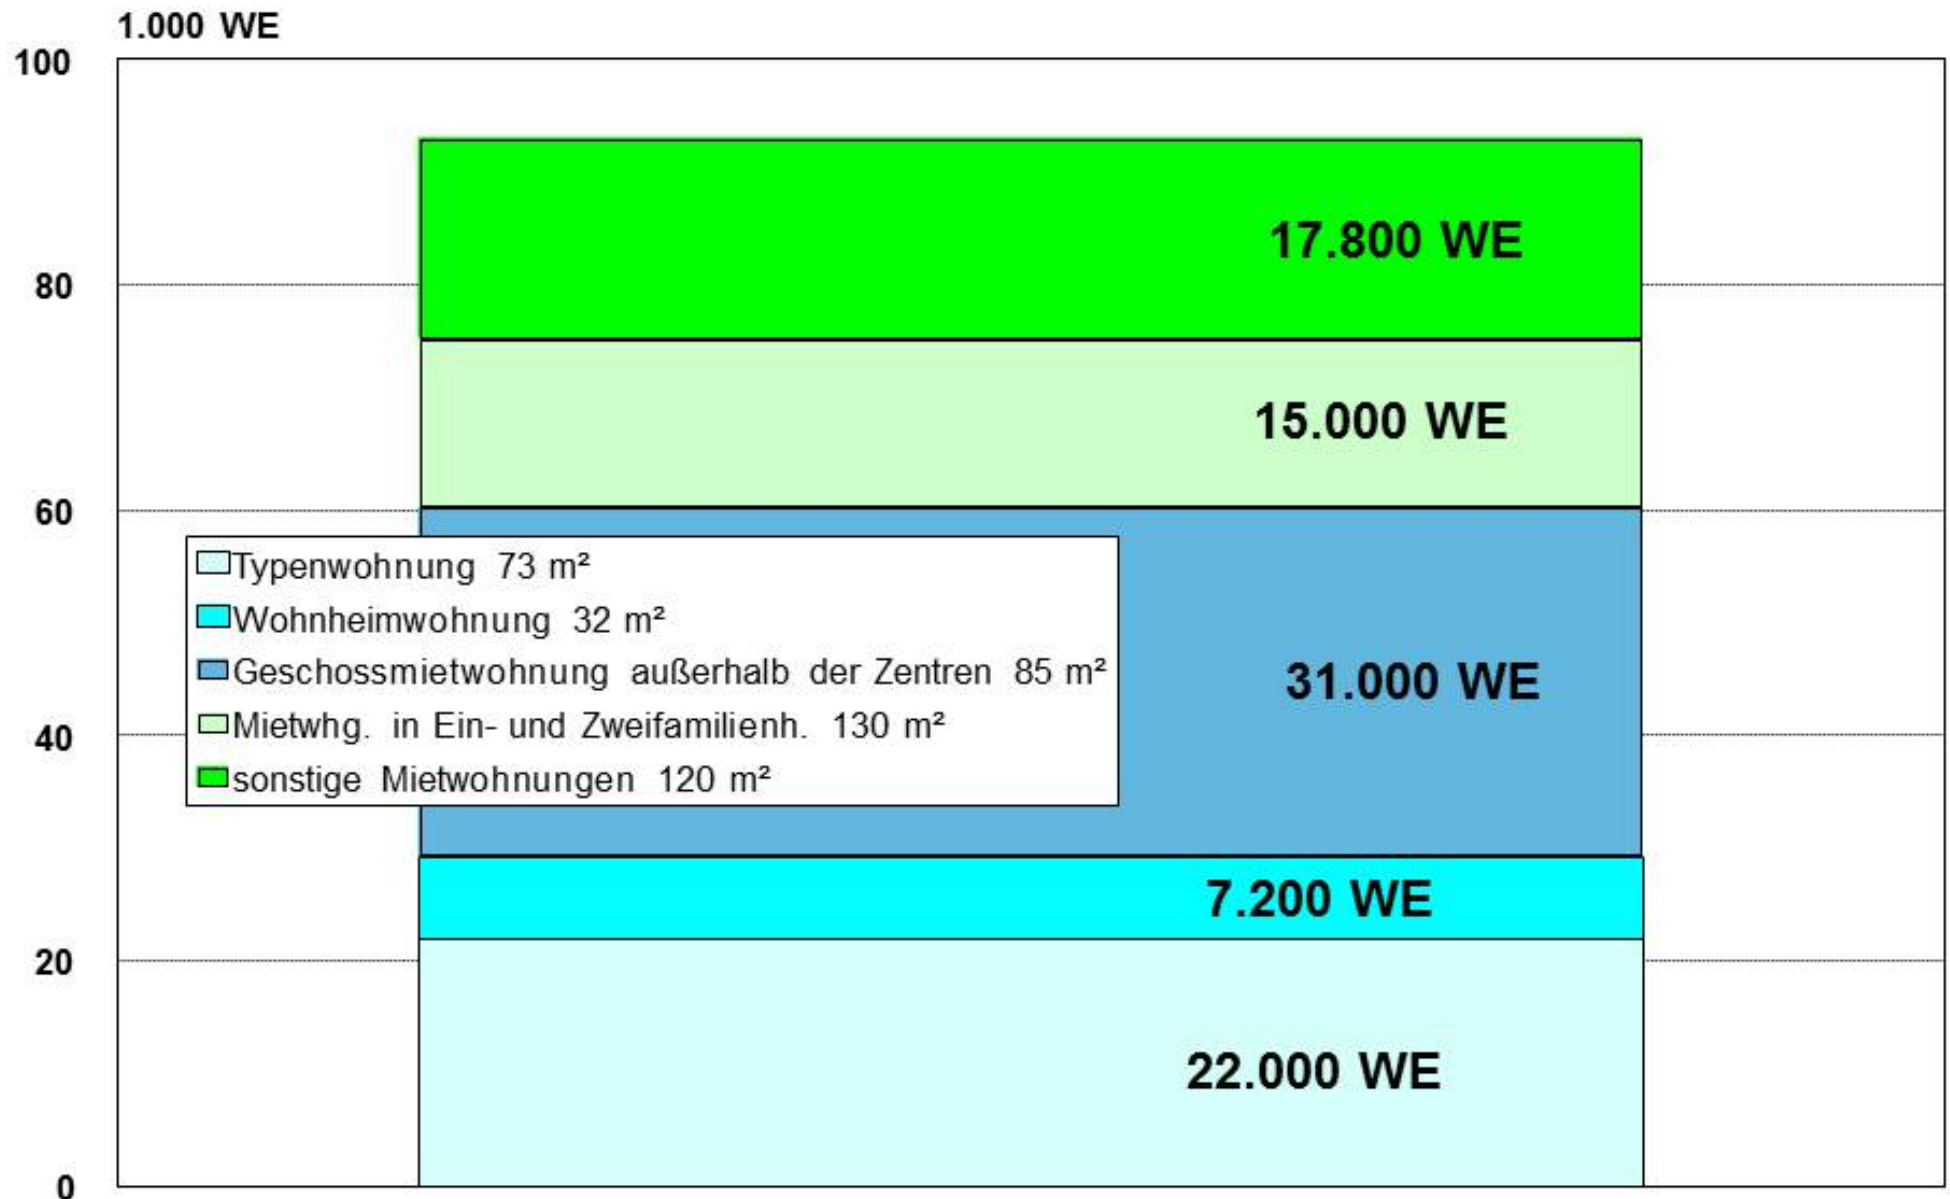 1.000 WE
100
17.800 WE
80
15.000 WE
60
Typenwohnung 73 m²
Wohnheimwohnung 32 m²
Geschossmietwohnung außerhalb der Zentren 85 m²
31.000 WE
Mietwhg. in Ein- und Zweifamilienh. 130 m²
40
sonstige Mietwohnungen 120 m²
7.200 WE
20
22.000 WE
0